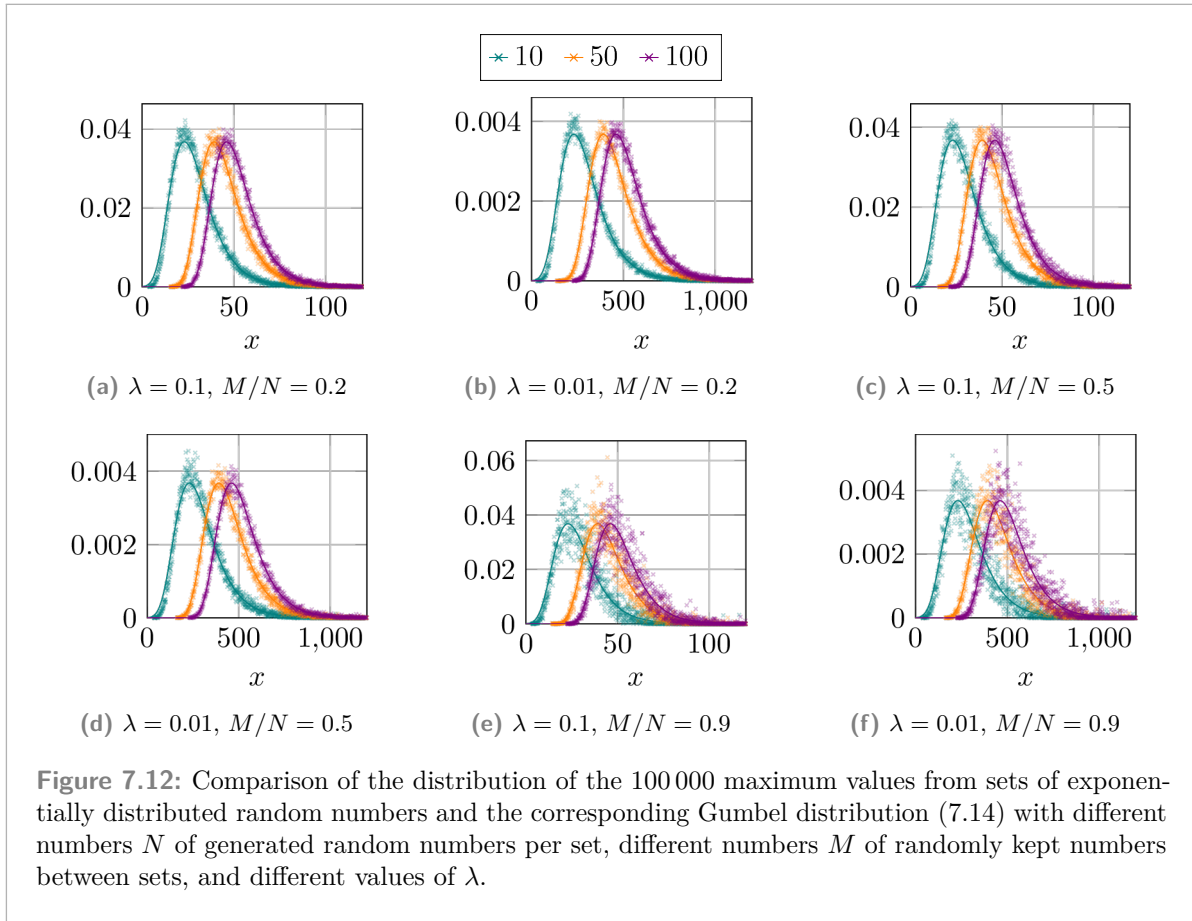 10 50 100
0.04
0.02
0
0 50 100
x
(a) λ = 0.1, M/N = 0.2
0.004
0.002
0
0 500 1,000
x
(b) λ = 0.01, M/N = 0.2
0.04
0.02
0
0 50 100
x
(c) λ = 0.1, M/N = 0.5
0.004
0.002
0
0 500 1,000
x
(d) λ = 0.01, M/N = 0.5
0.06
0.04
0.02
0
0 50 100
x
(e) λ = 0.1, M/N = 0.9
0.004
0.002
0
0 500 1,000
x
(f) λ = 0.01, M/N = 0.9
Figure 7.12: Comparison of the distribution of the 100 000 maximum values from sets of exponen-
tially distributed random numbers and the corresponding Gumbel distribution (7.14) with different
numbers N of generated random numbers per set, different numbers M of randomly kept numbers
between sets, and different values of λ.